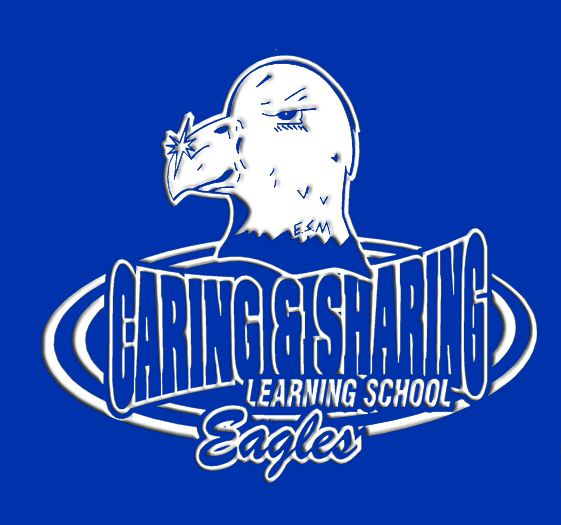 E.S.M
CARING & SHARING
LEARNING SCHOOL
Eagles